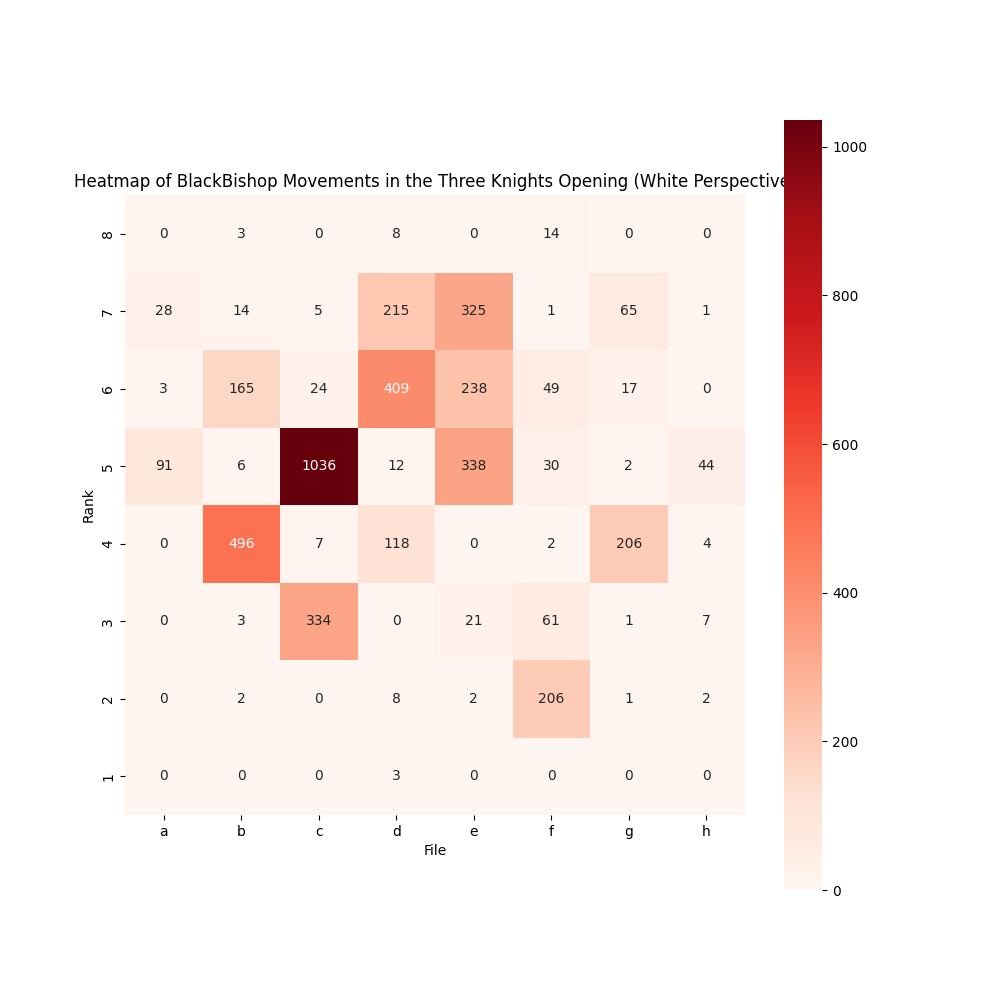 Heatmap of BlackBishop Movements in the Three Knights Opening (White Perspective
8 0 3 0 8 0 14 0 0
7 28 14 5 215 325 1 65 1
6 3 165 24 409 238 49 17 0
5 91 6 1036 12 338 30 2 44
4 0 496 7 118 0 2 206 4
3 0 3 334 0 21 61 1 7
2 0 2 0 8 2 206 1 2
1 0 0 0 3 0 0 0 0
a b c d e f g h
File
Rank
1000
800
600
400
200
0